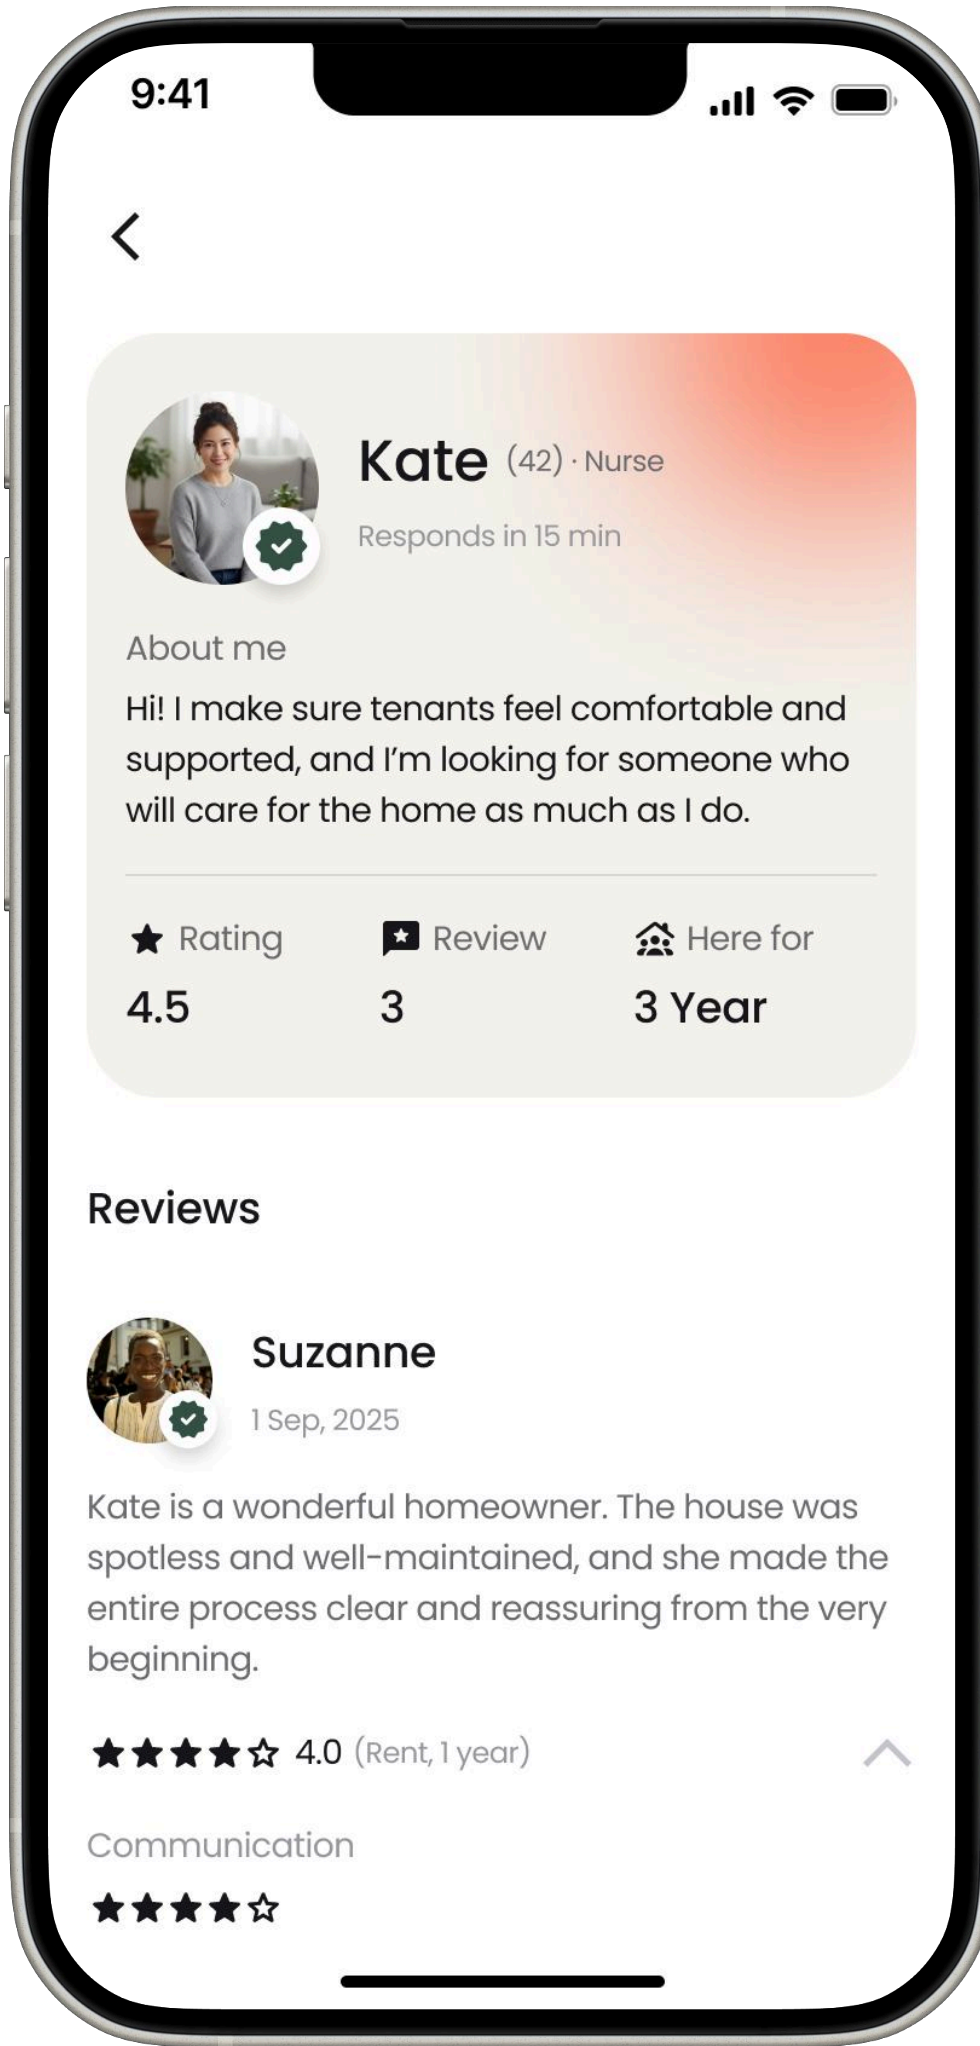 9:41
Kate (42) · Nurse
Responds in 15 min
About me
Hi! I make sure tenants feel comfortable and
supported, and I’m looking for someone who
will care for the home as much as I do.
Rating Review Here for
4.5 3 3 Year
Reviews
Suzanne
1 Sep, 2025
Kate is a wonderful homeowner. The house was
spotless and well-maintained, and she made the
entire process clear and reassuring from the very
beginning.
4.0 (Rent, 1 year)
Communication